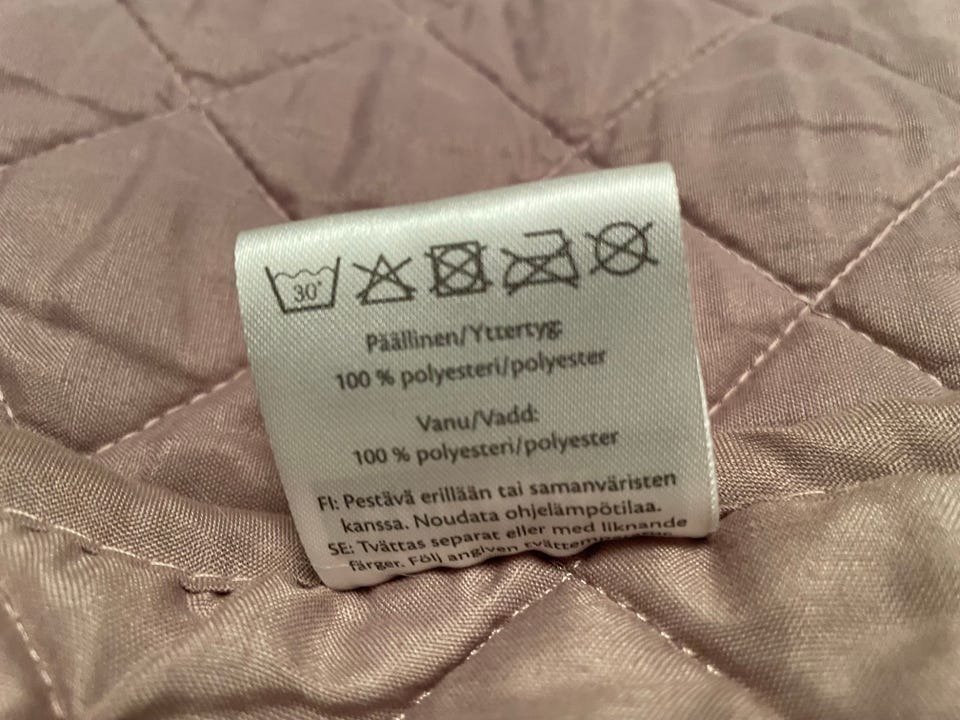 30°
Päällinen/Yttertyg:
100 % polyesteri/polyester
Vanu/Vadd:
100 % polyesteri/polyester
FI: Pestävä erillään tai samanväristen
kanssa. Noudata ohjelämpötilaa.
SE: Tvättas separat eller med liknande
färger. Följ angiven